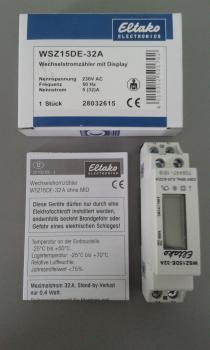 Eltako
ELECTRONICS
WSZ15DE-32A
Wechselstromzähler mit Display
Nennspannung 230V AC
Frequenz 50 Hz
Nennstrom 5 (32)A
1 Stück 28032615
Eltako
ELECTRONICS
Wechselstromzähler
WSZ15DE-32A ohne MID
Diese Geräte dürfen nur durch eine
Elektrofachkraft installiert werden,
andernfalls besteht Brandgefahr oder
Gefahr eines elektrischen Schlages!
Temperatur an der Einbaustelle:
-25°C bis +50°C.
Lagertemperatur: -25°C bis +70°C.
Relative Luftfeuchte:
Jahresmittelwert <75%.
Maximalstrom 32 A, Stand-by-Verlust
nur 0,4 Watt.
Eltako
WSZ15DE-32A